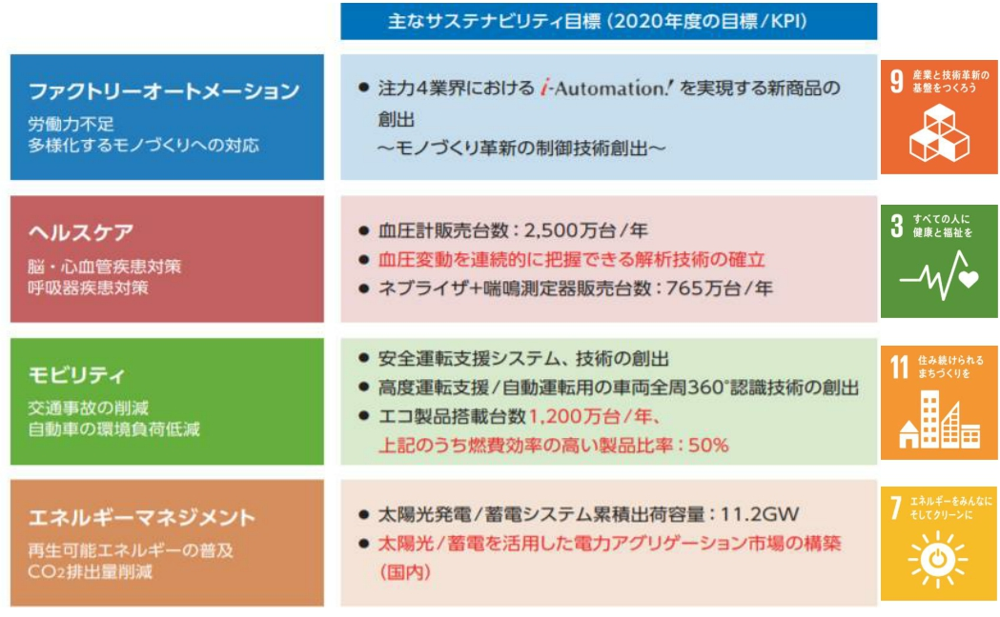 主なサステナビリティ目標（2020年度の目標/KPI）
ファクトリーオートメーション
労働力不足
多様化するモノづくりへの対応
● 注力4業界における i-Automation! を実現する新商品の
創出
～モノづくり革新の制御技術創出～
9 産業と技術革新の
基盤をつくろう
ヘルスケア
脳・心血管疾患対策
呼吸器疾患対策
● 血圧計販売台数：2,500万台/年
● 血圧変動を連続的に把握できる解析技術の確立
● ネブライザ+喘鳴測定器販売台数：765万台/年
3 すべての人に
健康と福祉を
モビリティ
交通事故の削減
自動車の環境負荷低減
● 安全運転支援システム、技術の創出
● 高度運転支援/自動運転用の車両全周360°認識技術の創出
● エコ製品搭載台数1,200万台/年、
上記のうち燃費効率の高い製品比率：50%
11 住み続けられる
まちづくりを
エネルギーマネジメント
再生可能エネルギーの普及
CO2排出量削減
● 太陽光発電/蓄電システム累積出荷容量：11.2GW
● 太陽光/蓄電を活用した電力アグリゲーション市場の構築
（国内）
7 エネルギーをみんなに
そしてクリーンに